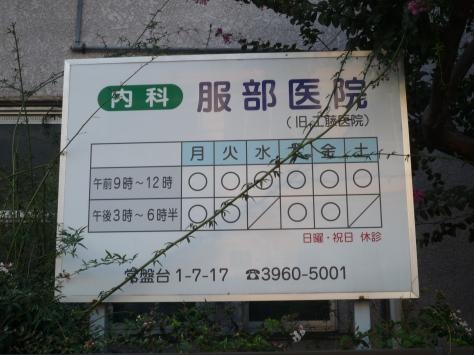 内科 服部医院
(旧 工藤医院)
月 火 水 木 金 土
午前9時～12時 ○ ○ ○ ○ ○ ○
午後3時～6時半 ○ ○ ／ ○ ○ ／
日曜・祝日 休診
常盤台 1-7-17 ☎3960-5001